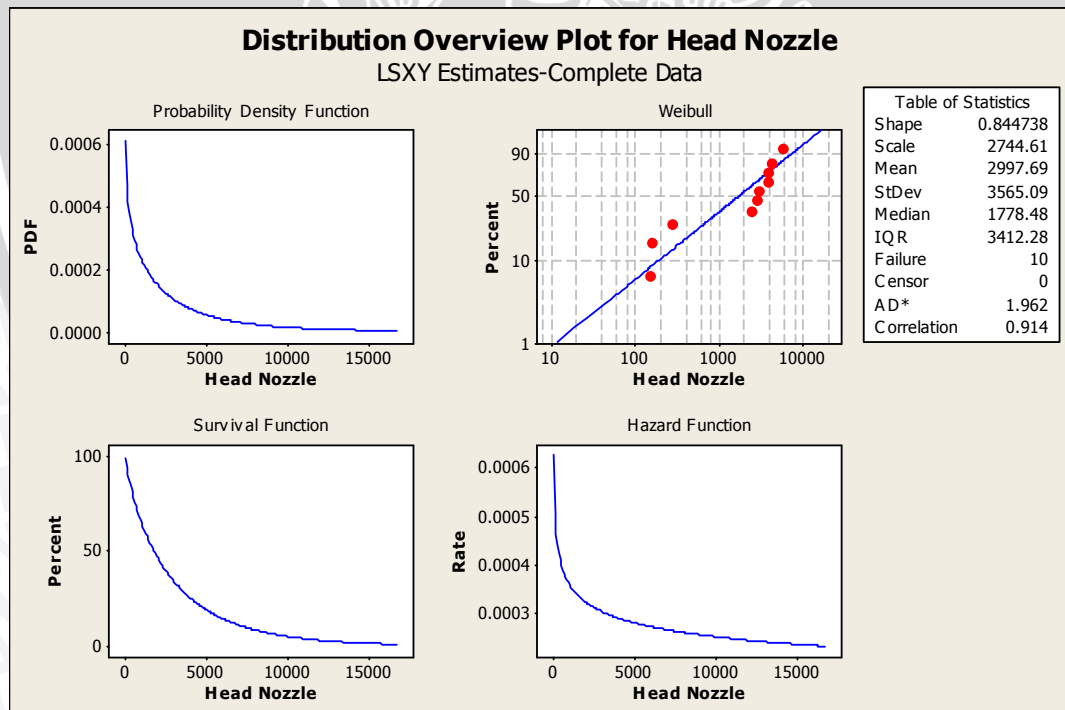 Distribution Overview Plot for Head Nozzle
LSXY Estimates-Complete Data
Probability Density Function
PDF
0.0006
0.0004
0.0002
0.0000
0 5000 10000 15000
Head Nozzle
Weibull
Percent
90
50
10
1
10 100 1000 10000
Head Nozzle
Table of Statistics
Shape 0.844738
Scale 2744.61
Mean 2997.69
StDev 3565.09
Median 1778.48
IQR 3412.28
Failure 10
Censor 0
AD* 1.962
Correlation 0.914
Survival Function
Percent
100
50
0
0 5000 10000 15000
Head Nozzle
Hazard Function
Rate
0.0006
0.0005
0.0004
0.0003
0 5000 10000 15000
Head Nozzle